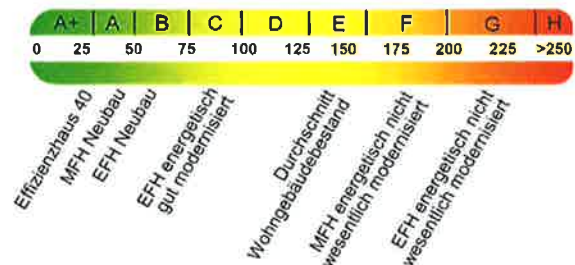 A+ A B C D E F G H
0 25 50 75 100 125 150 175 200 225 >250
Effizienzhaus 40
MFH Neubau
EFH Neubau
EFH energetisch
gut modernisiert
Durchschnitt
Wohngebäudebestand
MFH energetisch nicht
wesentlich modernisiert
EFH energetisch nicht
wesentlich modernisiert